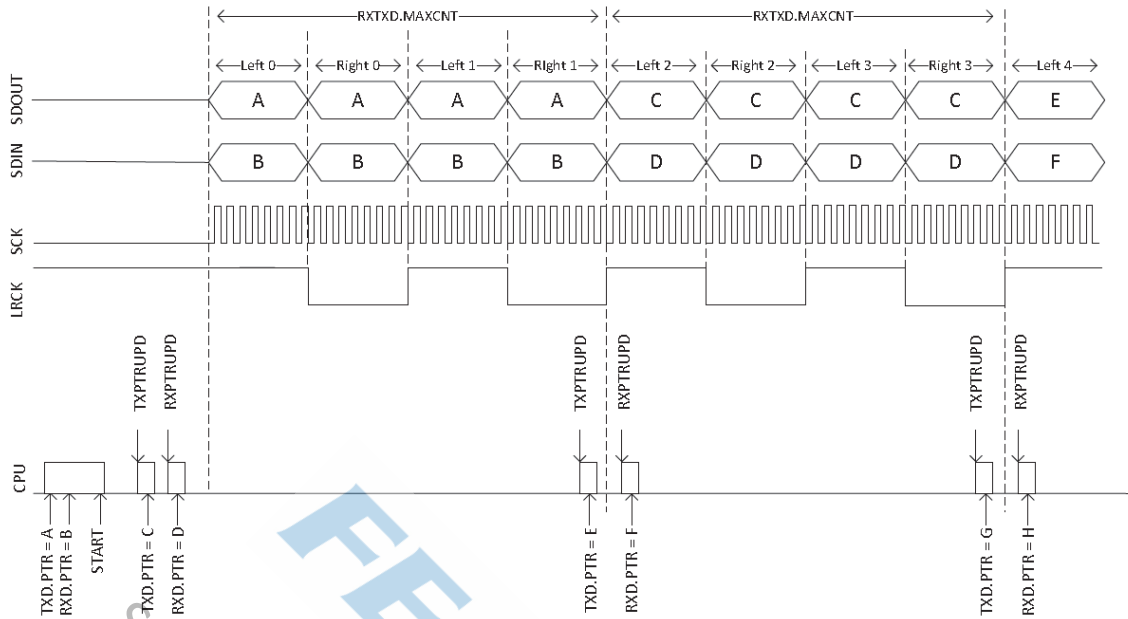 RXTXD.MAXCNT RXTXD.MAXCNT
Left 0 Right 0 Left 1 RIght 1 Left 2 Right 2 Left 3 Right 3 Left 4
SDOUT A A A A C C C C E
SDIN B B B B D D D D F
SCK
LRCK
TXPTRUPD RXPTRUPD TXPTRUPD RXPTRUPD TXPTRUPD RXPTRUPD
CPU
TXD.PTR = A RXD.PTR = B START TXD.PTR = C RXD.PTR = D TXD.PTR = E RXD.PTR = F TXD.PTR = G RXD.PTR = H
FE